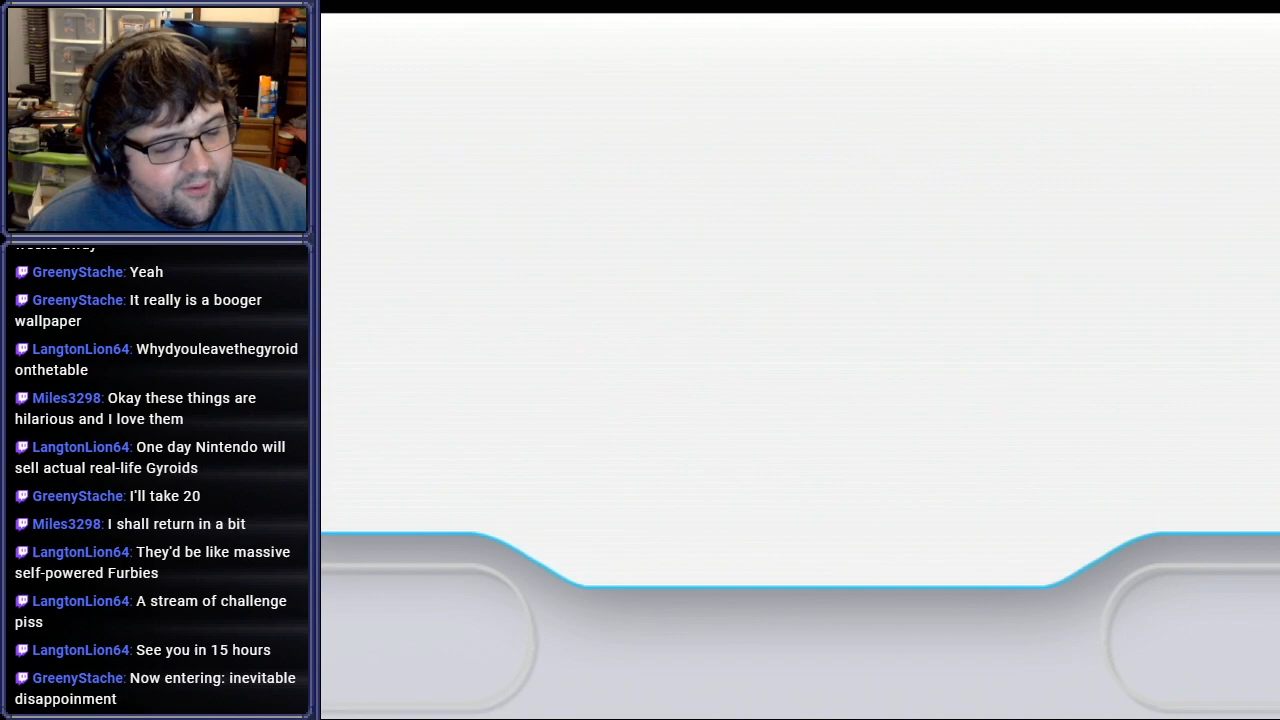 GreenyStache: Yeah
GreenyStache: It really is a booger
wallpaper
LangtonLion64: Whydyouleavethegyroid
onthetable
Miles3298: Okay these things are
hilarious and I love them
LangtonLion64: One day Nintendo will
sell actual real-life Gyroids
GreenyStache: I'll take 20
Miles3298: I shall return in a bit
LangtonLion64: They'd be like massive
self-powered Furbies
LangtonLion64: A stream of challenge
piss
LangtonLion64: See you in 15 hours
GreenyStache: Now entering: inevitable
disappoinment